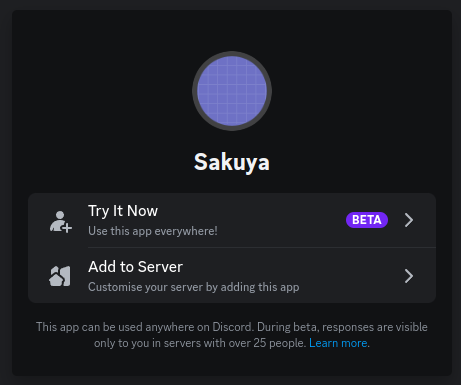 Sakuya
Try It Now
BETA
Use this app everywhere!
Add to Server
Customise your server by adding this app
This app can be used anywhere on Discord. During beta, responses are visible
only to you in servers with over 25 people. Learn more.